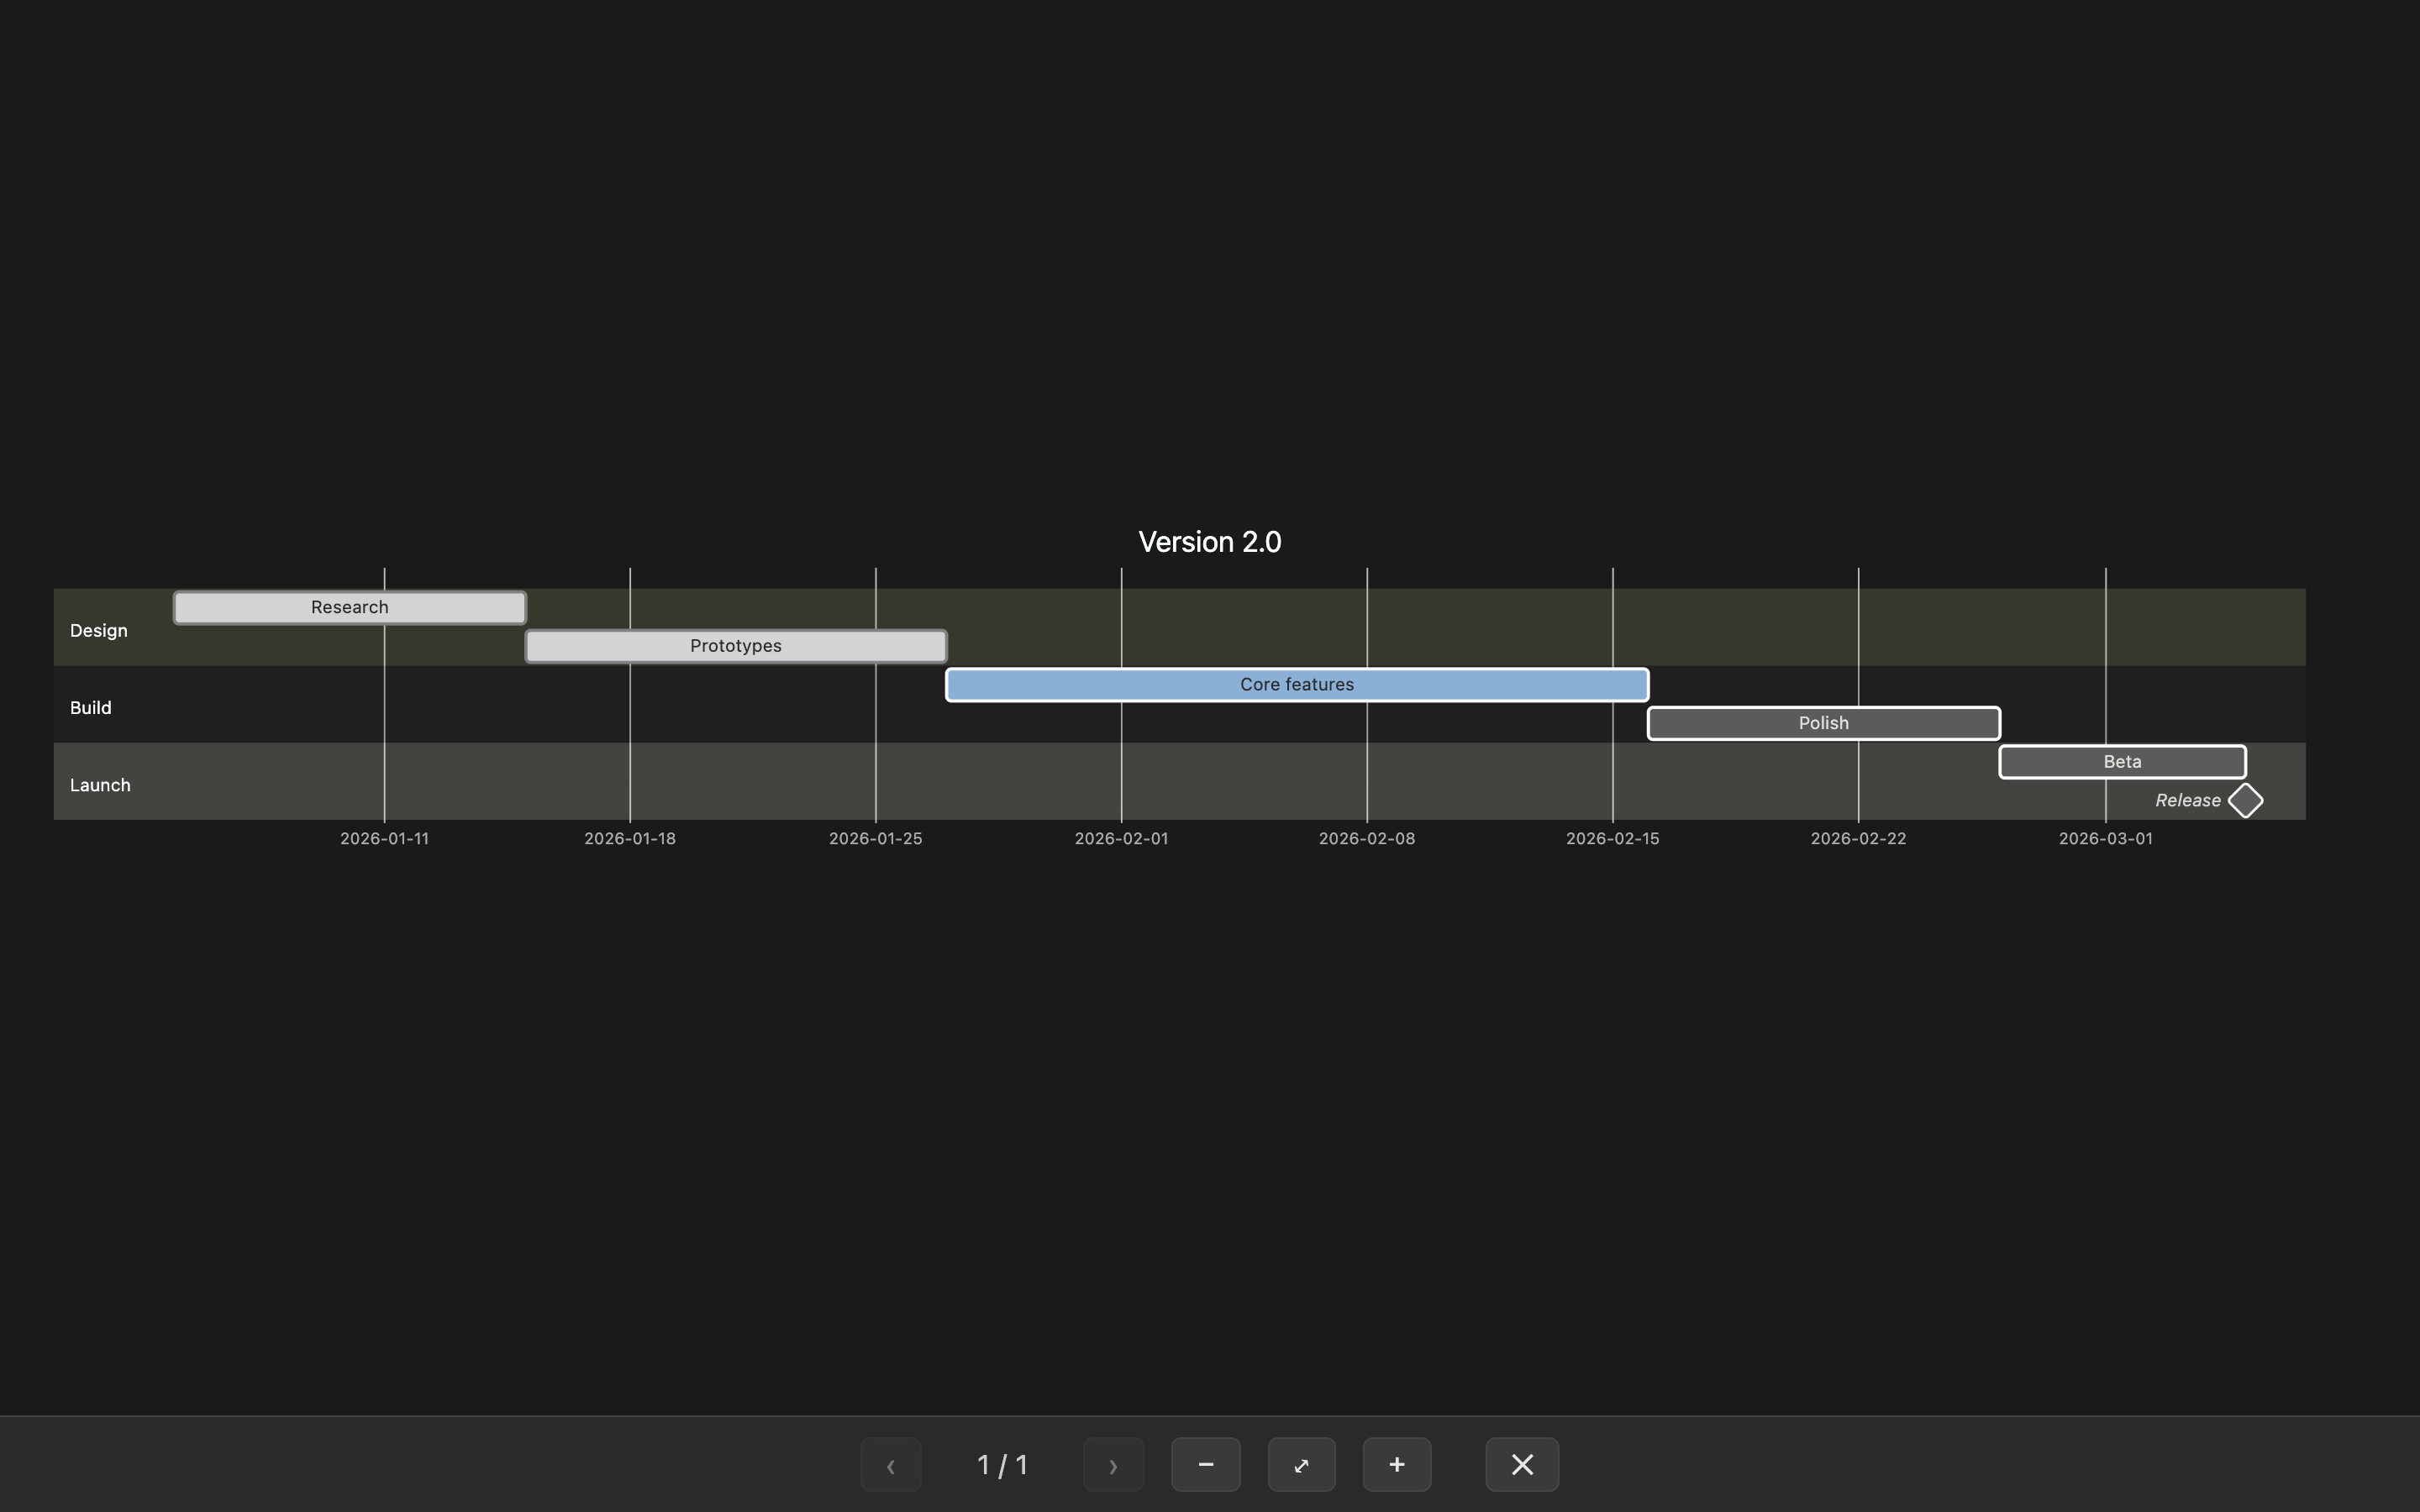 Version 2.0
Design
Research
Prototypes
Build
Core features
Polish
Launch
Beta
Release
2026-01-11
2026-01-18
2026-01-25
2026-02-01
2026-02-08
2026-02-15
2026-02-22
2026-03-01
1 / 1